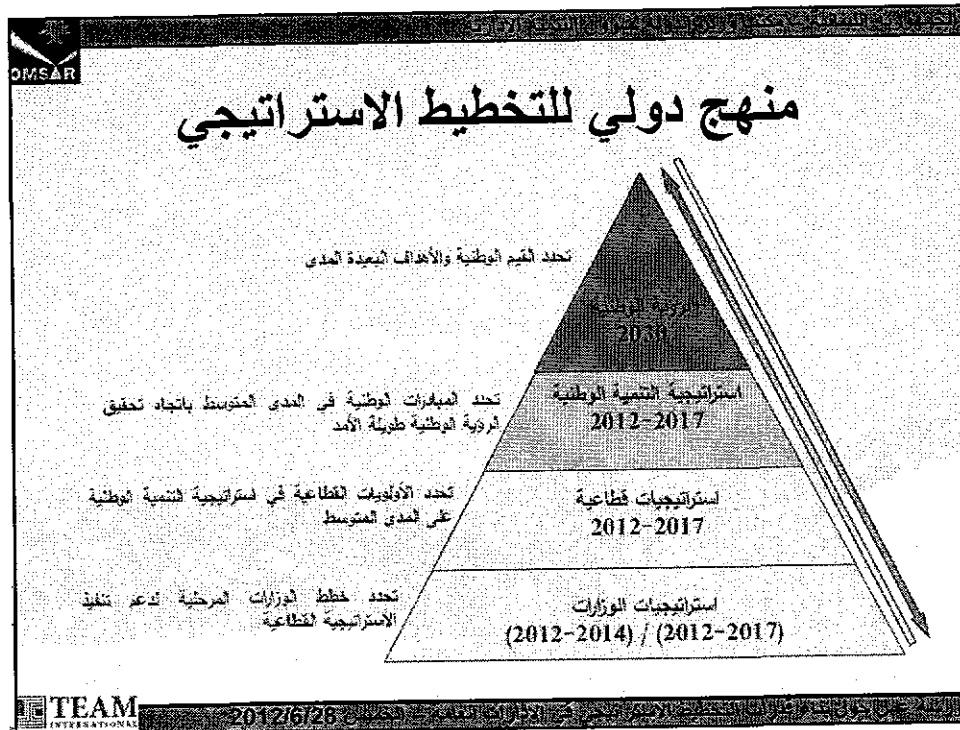 OMSAR
منهج دولي للتخطيط الاستراتيجي
تحدد القيم الوطنية والأهداف البعيدة المدى
الرؤية الوطنية
تحدد المبادرات الوطنية في المدى المتوسط باتجاه تحقيق
الرؤية الوطنية طويلة الأمد
استراتيجية التنمية الوطنية
2012-2017
تحدد الأولويات القطاعية في استراتيجية التنمية الوطنية
على المدى المتوسط
استراتيجيات قطاعية
2012-2017
تحدد خطط الوزارات المرحلية لدعم تنفيذ
الاستراتيجية القطاعية
استراتيجيات الوزارات
(2012-2014) / (2012-2017)
TEAM
INTERNATIONAL
2012/6/28